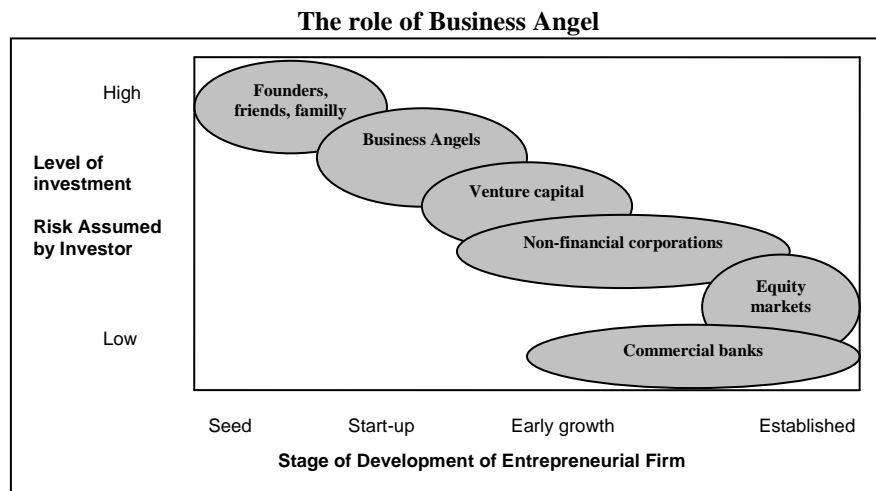 The role of Business Angel
High
Founders,
friends, familly
Business Angels
Level of
investment
Venture capital
Risk Assumed
by Investor
Non-financial corporations
Equity
markets
Low
Commercial banks
Seed
Start-up
Early growth
Established
Stage of Development of Entrepreneurial Firm